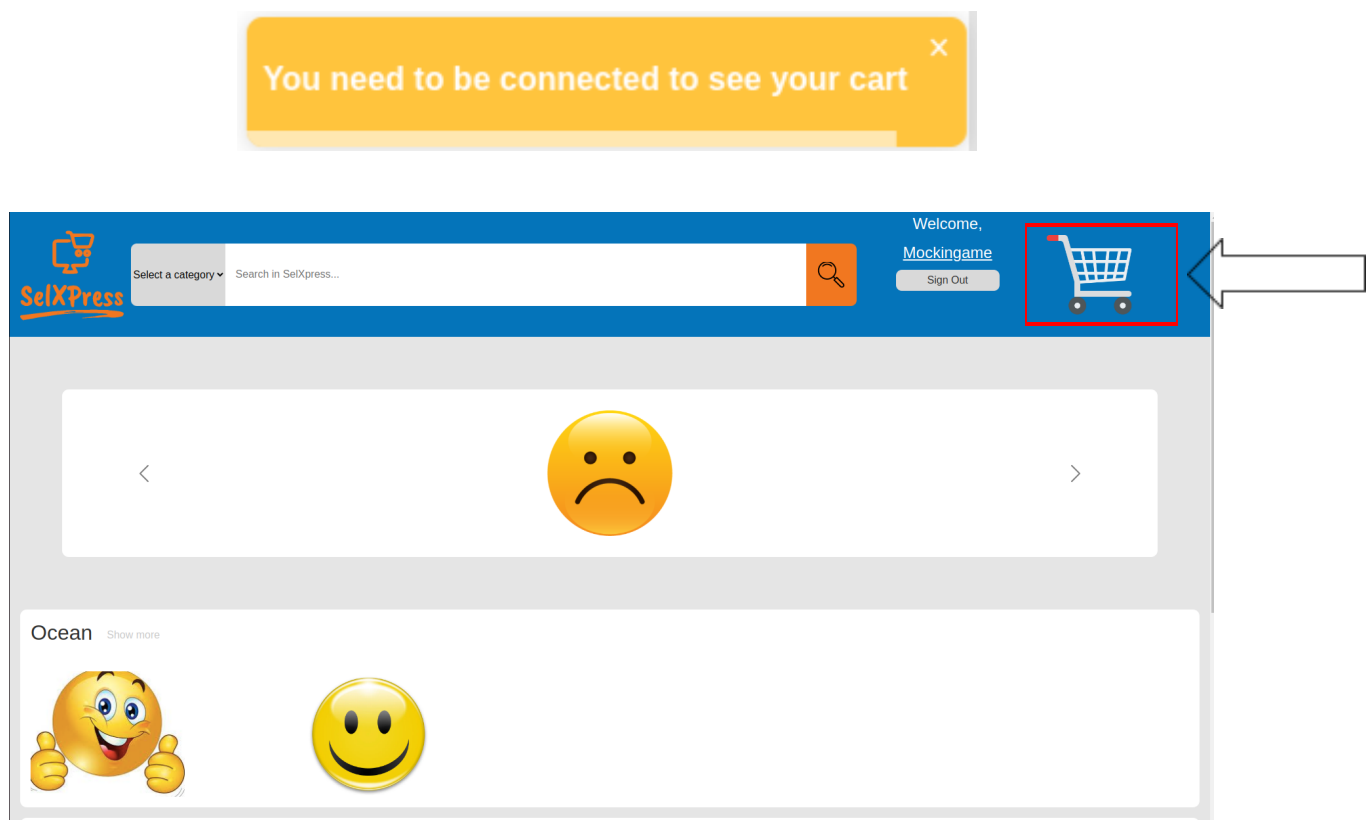 You need to be connected to see your cart
×
Welcome,
Mockingame
Sign Out
SelXPress
Select a category
Search in SelXpress...
Ocean
Show more